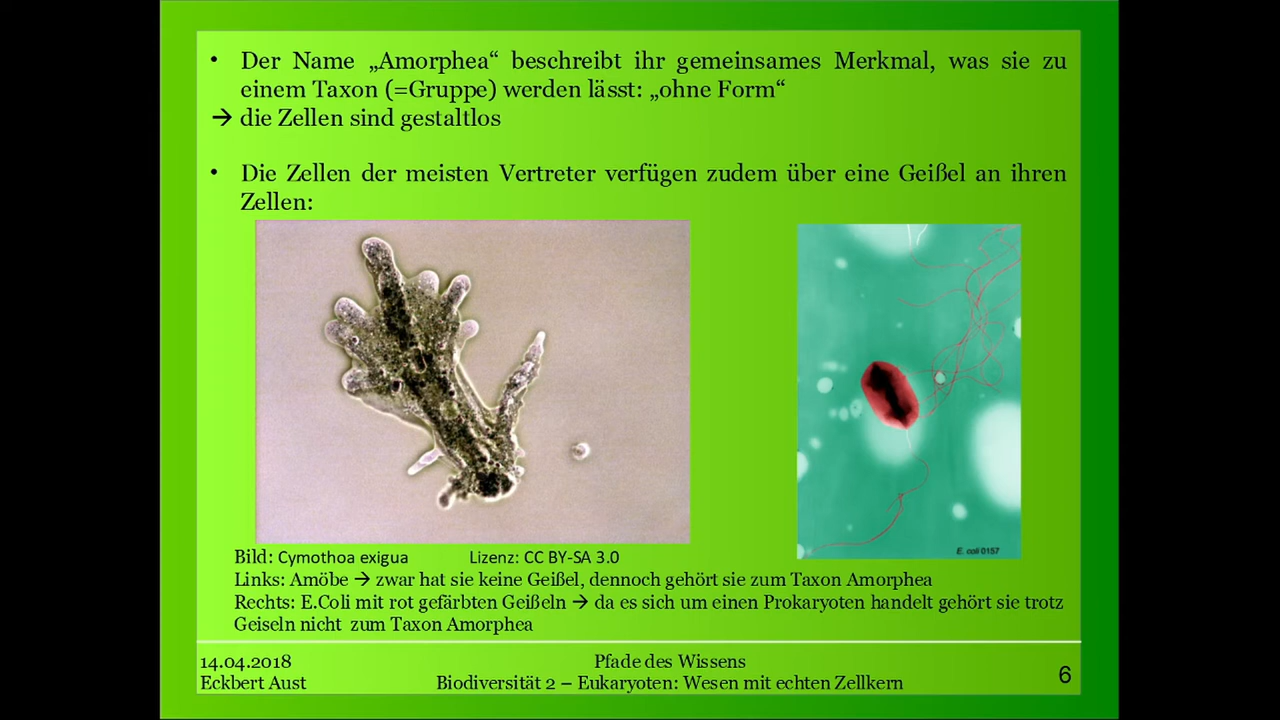 • Der Name „Amorphea“ beschreibt ihr gemeinsames Merkmal, was sie zu
einem Taxon (=Gruppe) werden lässt: „ohne Form“
→ die Zellen sind gestaltlos
• Die Zellen der meisten Vertreter verfügen zudem über eine Geißel an ihren
Zellen:
E. coli 0157
Bild: Cymothoa exigua Lizenz: CC BY-SA 3.0
Links: Amöbe → zwar hat sie keine Geißel, dennoch gehört sie zum Taxon Amorphea
Rechts: E.Coli mit rot gefärbten Geißeln → da es sich um einen Prokaryoten handelt gehört sie trotz
Geiseln nicht zum Taxon Amorphea
14.04.2018 Pfade des Wissens
Eckbert Aust Biodiversität 2 – Eukaryoten: Wesen mit echten Zellkern 6